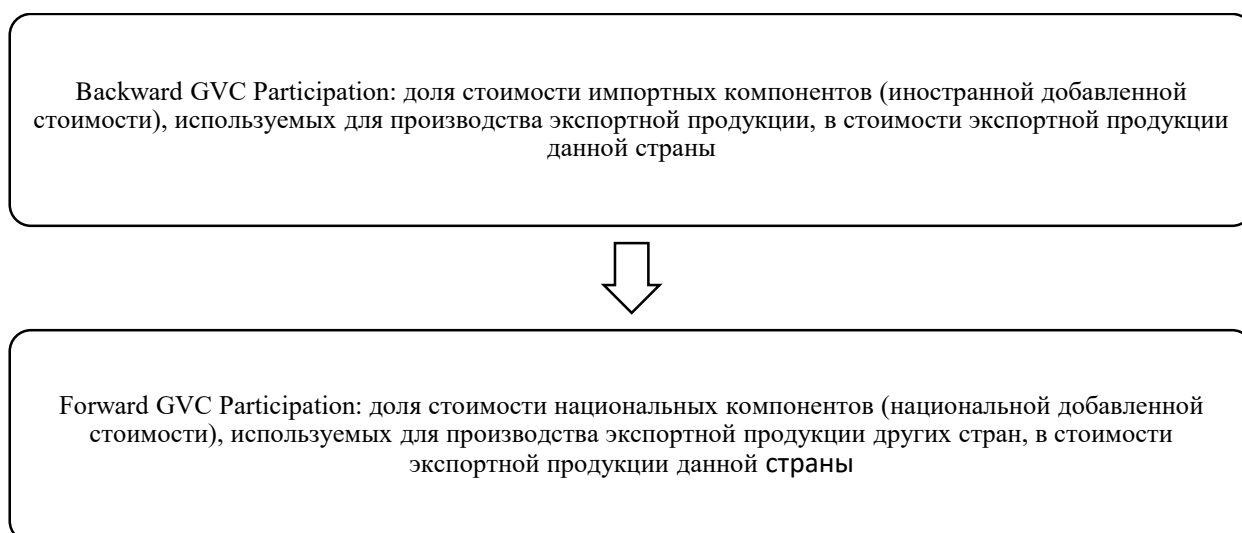 Backward GVC Participation: доля стоимости импортных компонентов (иностранной добавленной
стоимости), используемых для производства экспортной продукции, в стоимости экспортной продукции
данной страны
Forward GVC Participation: доля стоимости национальных компонентов (национальной добавленной
стоимости), используемых для производства экспортной продукции других стран, в стоимости
экспортной продукции данной страны